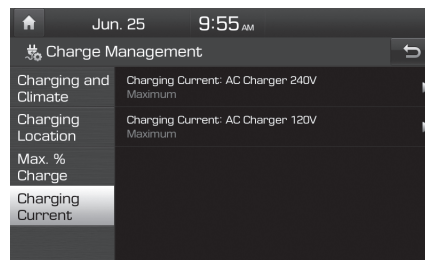 Jun. 25 9:55 AM
Charge Management
Charging and
Climate
Charging
Location
Max. %
Charge
Charging
Current
Charging Current: AC Charger 240V
Maximum
Charging Current: AC Charger 120V
Maximum